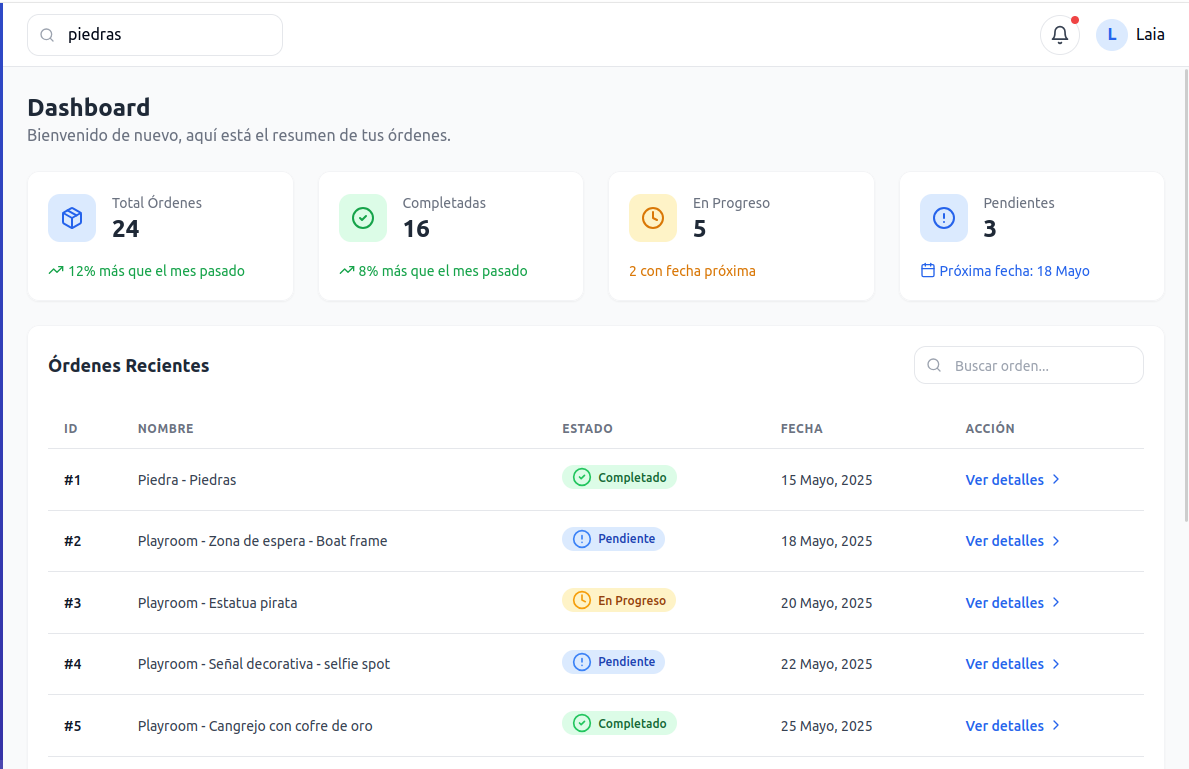 piedras
L Laia
Dashboard
Bienvenido de nuevo, aquí está el resumen de tus órdenes.
Total Órdenes
24
12% más que el mes pasado
Completadas
16
8% más que el mes pasado
En Progreso
5
2 con fecha próxima
Pendientes
3
Próxima fecha: 18 Mayo
Órdenes Recientes
Buscar orden...
ID NOMBRE ESTADO FECHA ACCIÓN
#1 Piedra - Piedras Completado 15 Mayo, 2025 Ver detalles
#2 Playroom - Zona de espera - Boat frame Pendiente 18 Mayo, 2025 Ver detalles
#3 Playroom - Estatua pirata En Progreso 20 Mayo, 2025 Ver detalles
#4 Playroom - Señal decorativa - selfie spot Pendiente 22 Mayo, 2025 Ver detalles
#5 Playroom - Cangrejo con cofre de oro Completado 25 Mayo, 2025 Ver detalles